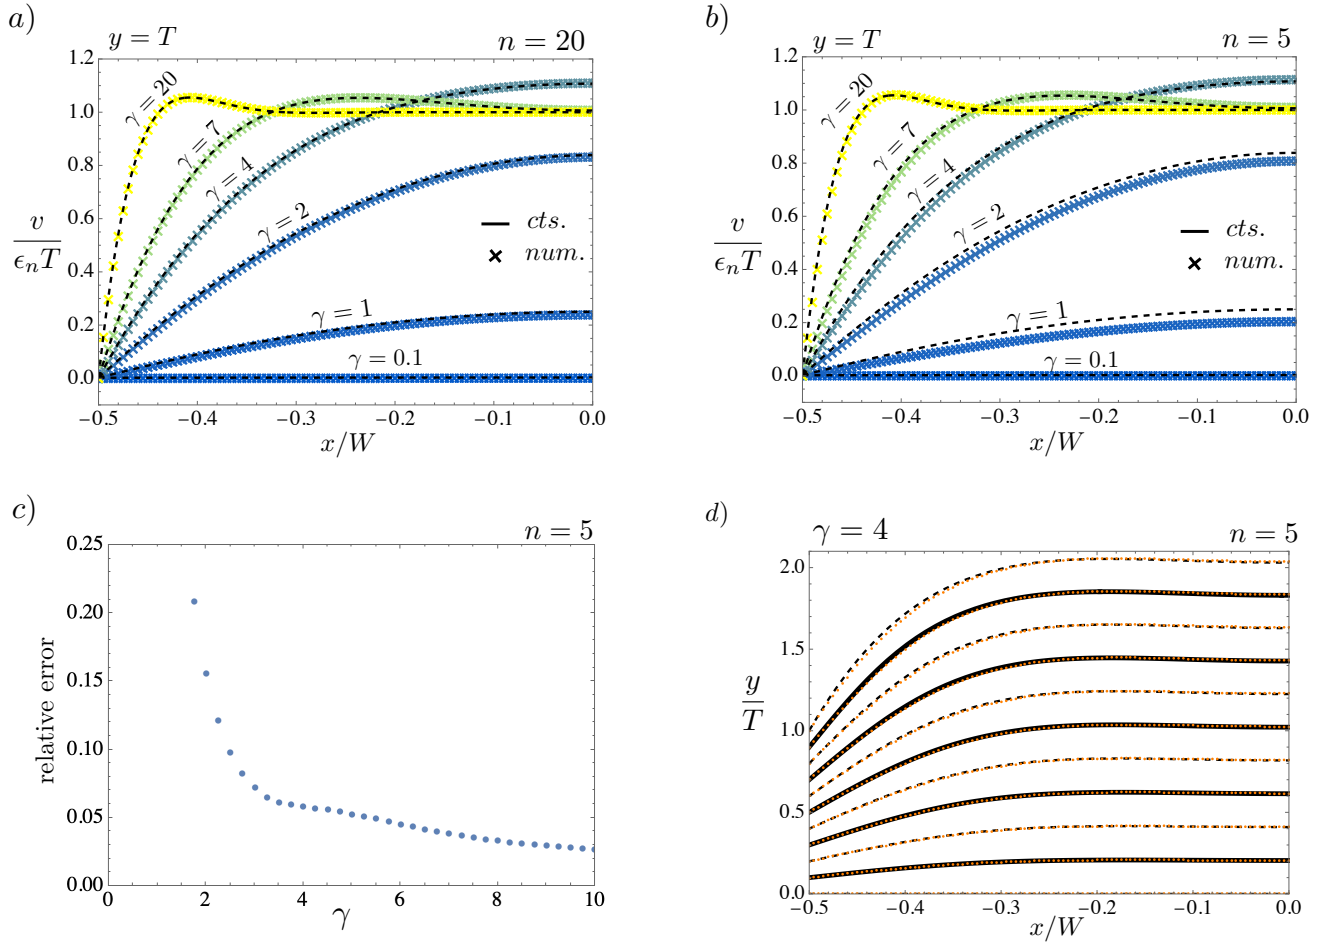 a)
y = T
n = 20
1.2
1.0
0.8
0.6
0.4
0.2
0.0
v
ϵ_n T
γ = 20
γ = 7
γ = 4
γ = 2
γ = 1
γ = 0.1
cts.
num.
−0.5
−0.4
−0.3
−0.2
−0.1
0.0
x/W
b)
y = T
n = 5
1.2
1.0
0.8
0.6
0.4
0.2
0.0
v
ϵ_n T
γ = 20
γ = 7
γ = 4
γ = 2
γ = 1
γ = 0.1
cts.
num.
−0.5
−0.4
−0.3
−0.2
−0.1
0.0
x/W
c)
n = 5
0.25
0.20
0.15
0.10
0.05
0.00
relative error
0
2
4
6
8
10
γ
d)
γ = 4
n = 5
2.0
1.5
1.0
0.5
0.0
y
T
−0.5
−0.4
−0.3
−0.2
−0.1
0.0
x/W